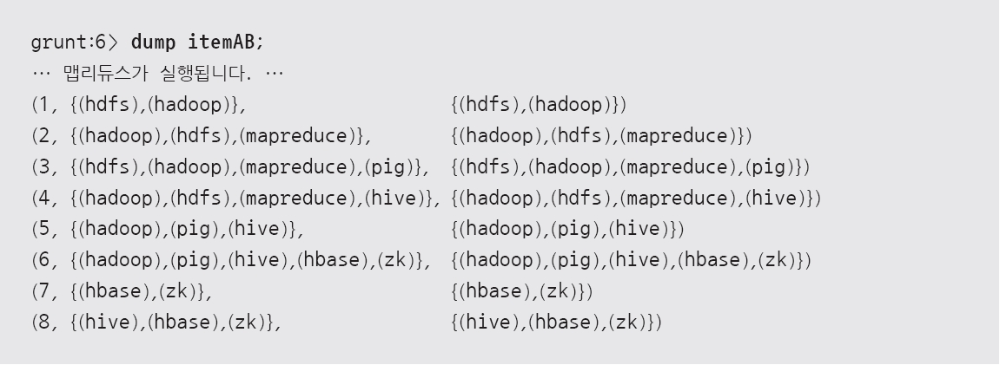 grunt:6> dump itemAB;
… 맵리듀스가 실행됩니다. …
(1, {(hdfs),(hadoop)}, {(hdfs),(hadoop)})
(2, {(hadoop),(hdfs),(mapreduce)}, {(hadoop),(hdfs),(mapreduce)})
(3, {(hdfs),(hadoop),(mapreduce),(pig)}, {(hdfs),(hadoop),(mapreduce),(pig)})
(4, {(hadoop),(hdfs),(mapreduce),(hive)}, {(hadoop),(hdfs),(mapreduce),(hive)})
(5, {(hadoop),(pig),(hive)}, {(hadoop),(pig),(hive)})
(6, {(hadoop),(pig),(hive),(hbase),(zk)}, {(hadoop),(pig),(hive),(hbase),(zk)})
(7, {(hbase),(zk)}, {(hbase),(zk)})
(8, {(hive),(hbase),(zk)}, {(hive),(hbase),(zk)})